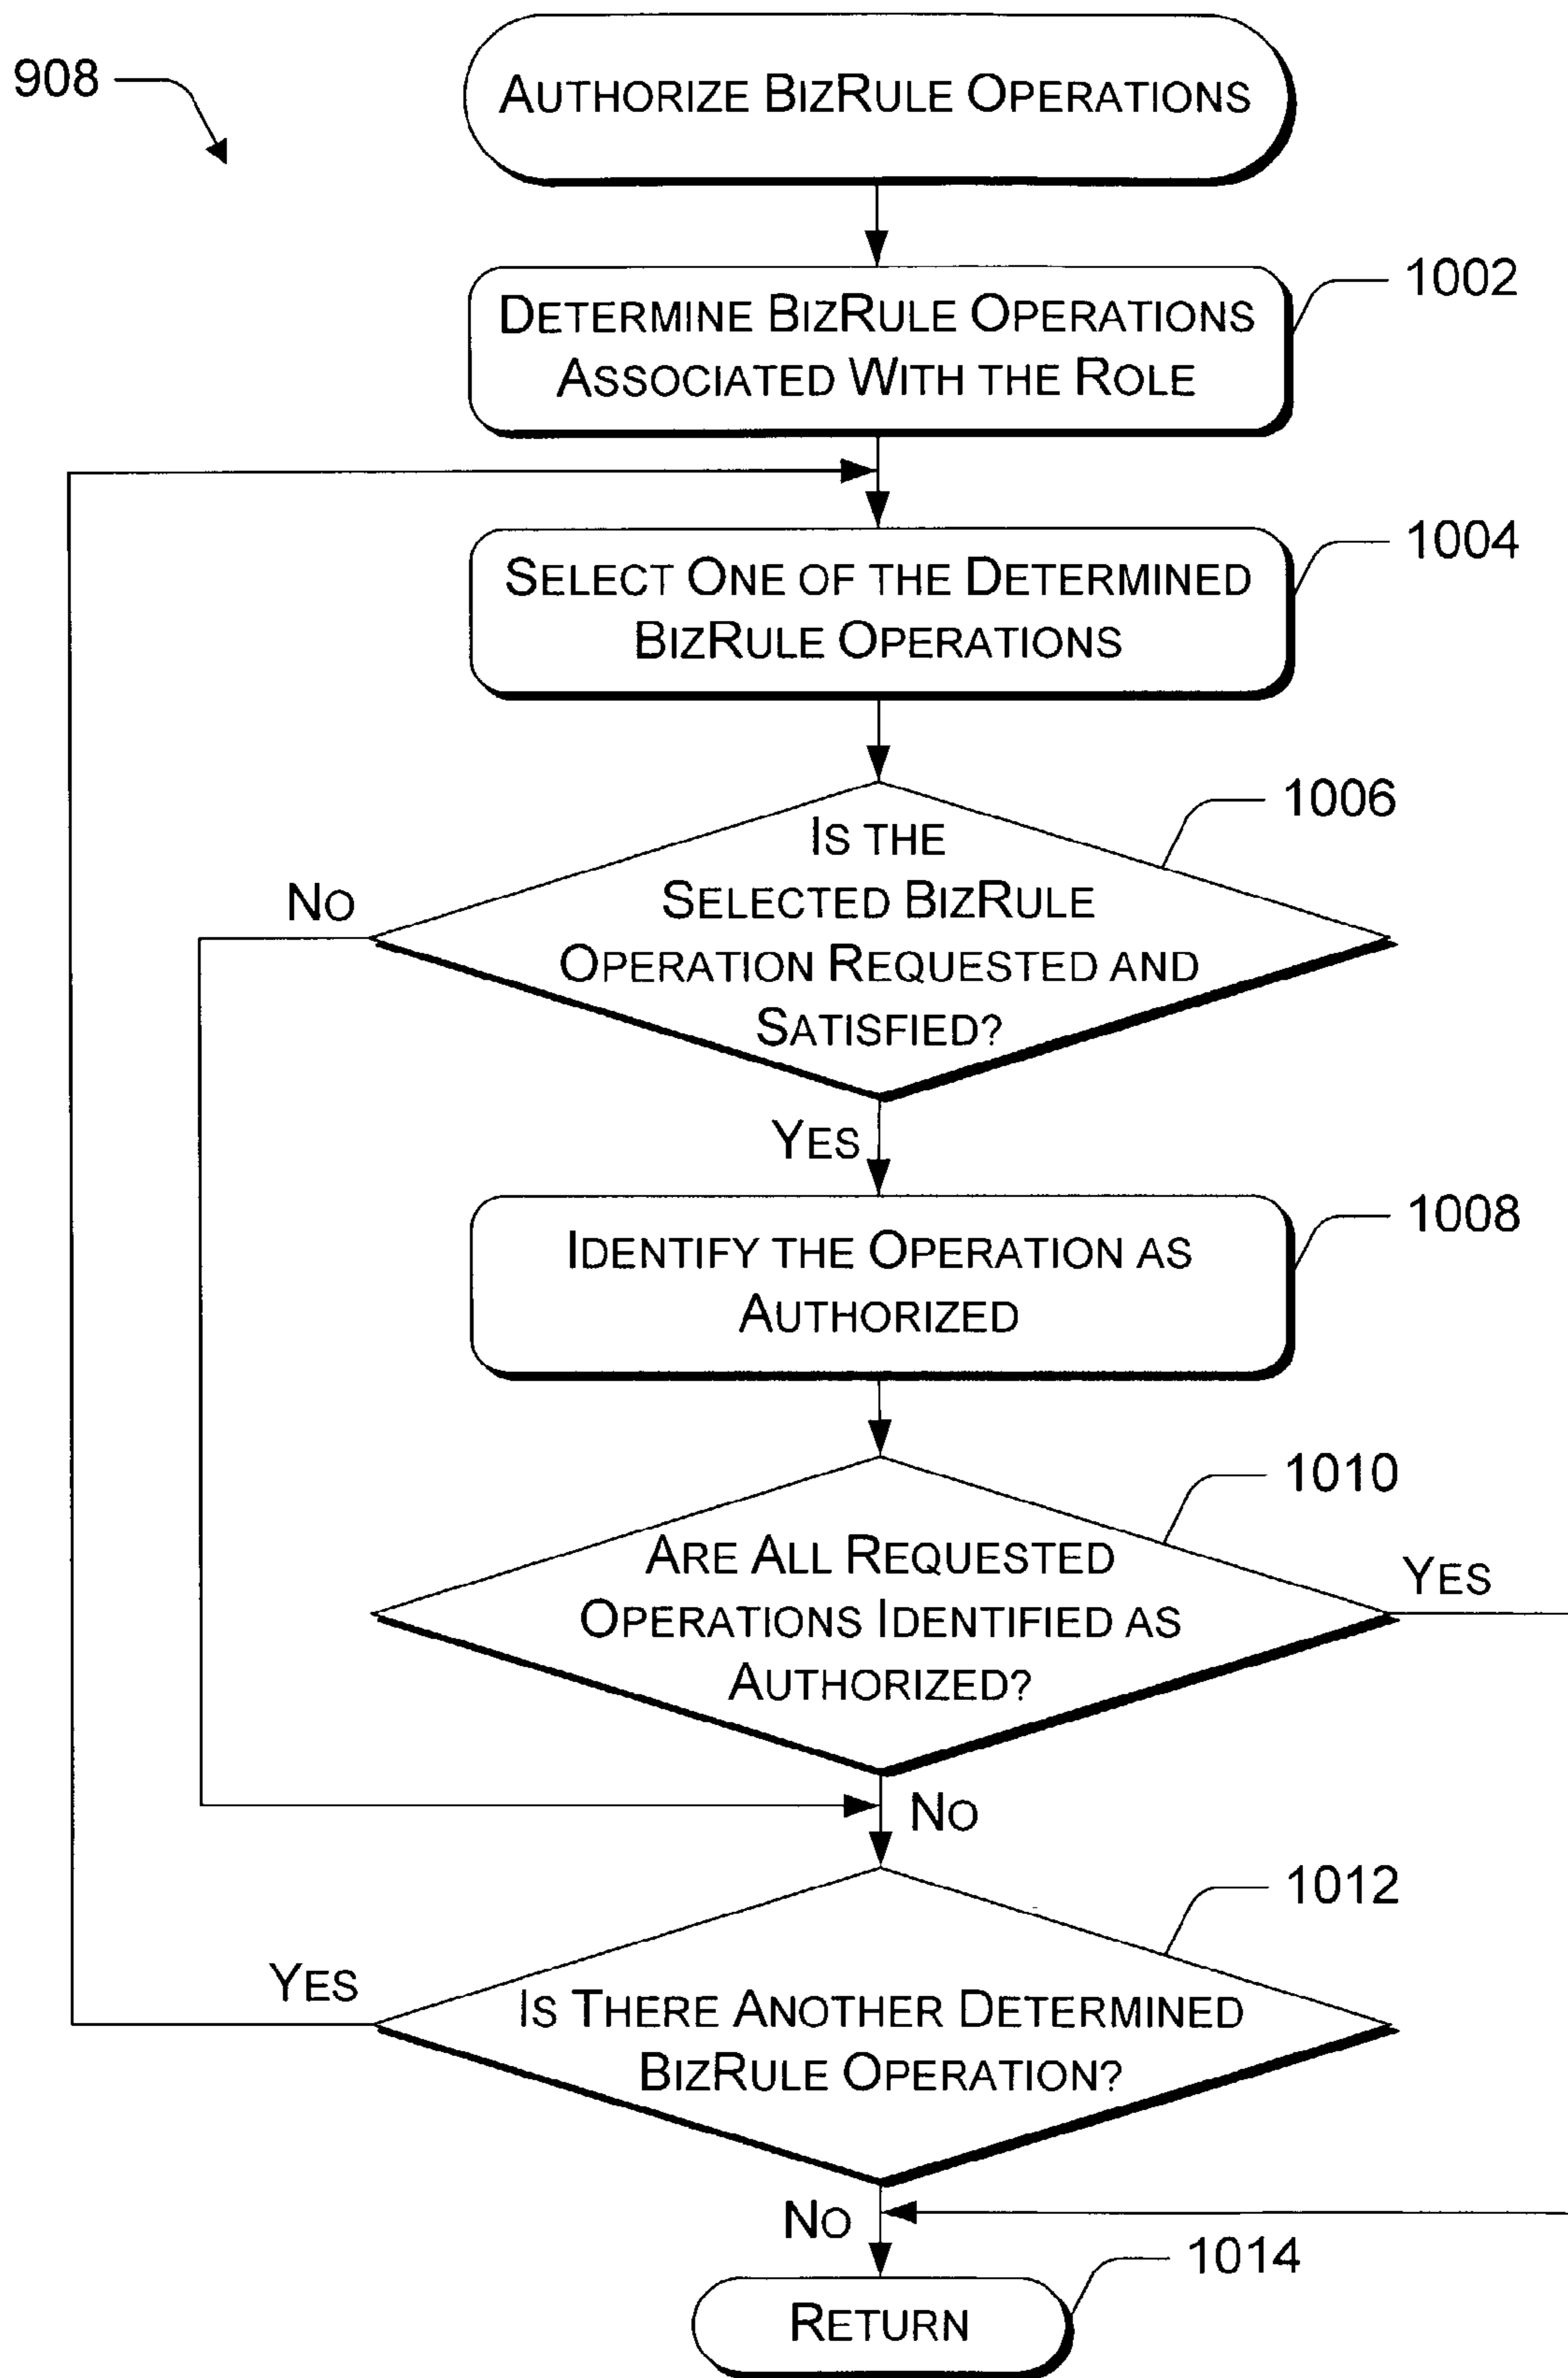 908
AUTHORIZE BIZRULE OPERATIONS
1002
DETERMINE BIZRULE OPERATIONS
ASSOCIATED WITH THE ROLE
1004
SELECT ONE OF THE DETERMINED
BIZRULE OPERATIONS
1006
IS THE
SELECTED BIZRULE
OPERATION REQUESTED AND
SATISFIED?
NO
YES
1008
IDENTIFY THE OPERATION AS
AUTHORIZED
1010
ARE ALL REQUESTED
OPERATIONS IDENTIFIED AS
AUTHORIZED?
YES
NO
1012
IS THERE ANOTHER DETERMINED
BIZRULE OPERATION?
YES
NO
1014
RETURN